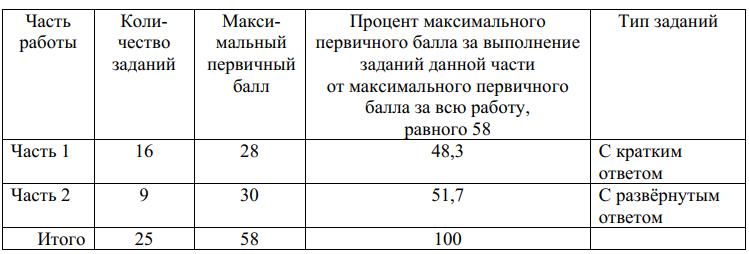 Часть работы | Коли- чество заданий | Макси- мальный первичный балл | Процент максимального первичного балла за выполнение заданий данной части от максимального первичного балла за всю работу, равного 58 | Тип заданий
Часть 1 | 16 | 28 | 48,3 | С кратким ответом
Часть 2 | 9 | 30 | 51,7 | С развёрнутым ответом
Итого | 25 | 58 | 100 |